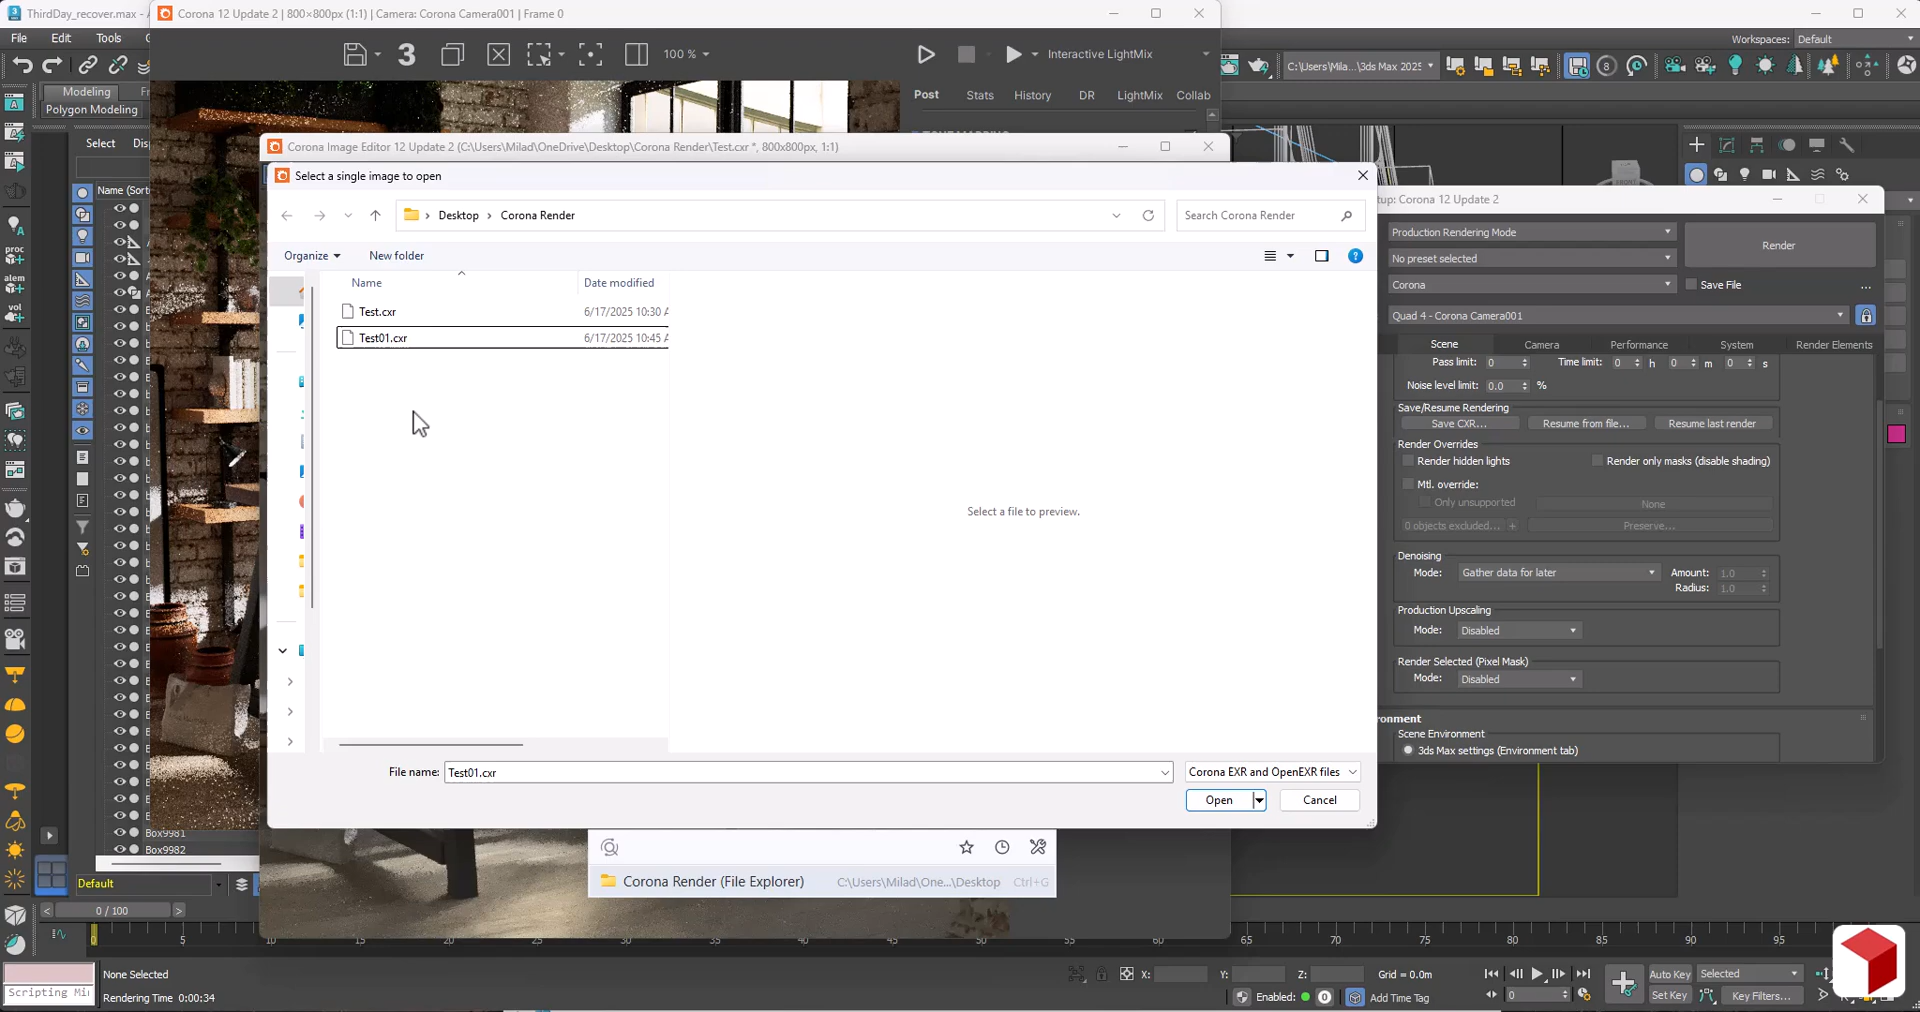 ThirdDay_recover.max -
Corona 12 Update 2 | 800×800px (1:1) | Camera: Corona Camera001 | Frame 0
File Edit Tools
Workspaces: Default
3
100 %
Interactive LightMix
C:\Users\Mila...\3ds Max 2025
Modeling
Polygon Modeling
Post Stats History DR LightMix Collab
Select
Corona Image Editor 12 Update 2 (C:\Users\Milad\OneDrive\Desktop\Corona Render\Test.cxr *, 800x800px, 1:1)
Select a single image to open
Name (Sort
Desktop › Corona Render
Search Corona Render
Organize
New folder
Name
Date modified
Test.cxr 6/17/2025 10:30 A
Test01.cxr 6/17/2025 10:45 A
Select a file to preview.
File name: Test01.cxr
Corona EXR and OpenEXR files
Open
Cancel
Corona Render (File Explorer) C:\Users\Milad\One...\Desktop Ctrl+G
proc
alem
vol
Box9981
Box9982
tup: Corona 12 Update 2
Production Rendering Mode
No preset selected
Corona
Render
Save File
...
Quad 4 - Corona Camera001
Scene Camera Performance System Render Elements
Pass limit: 0 Time limit: 0 h 0 m 0 s
Noise level limit: 0.0 %
Save/Resume Rendering
Save CXR... Resume from file... Resume last render
Render Overrides
Render hidden lights Render only masks (disable shading)
Mtl. override:
Only unsupported None
0 objects excluded... + Preserve...
Denoising
Mode: Gather data for later Amount: 1.0
Radius: 1.0
Production Upscaling
Mode: Disabled
Render Selected (Pixel Mask)
Mode: Disabled
ronment
Scene Environment
3ds Max settings (Environment tab)
FRONT
Default
0 / 100
0 5 10 15 20 25 30 35 40 45 50 55 60 65 70 75 80 85 90 95
None Selected
X: Y: Z: Grid = 0.0m
Auto Key Selected
Scripting Mi
Rendering Time 0:00:34
Enabled: 0 Add Time Tag
0
Set Key Key Filters...